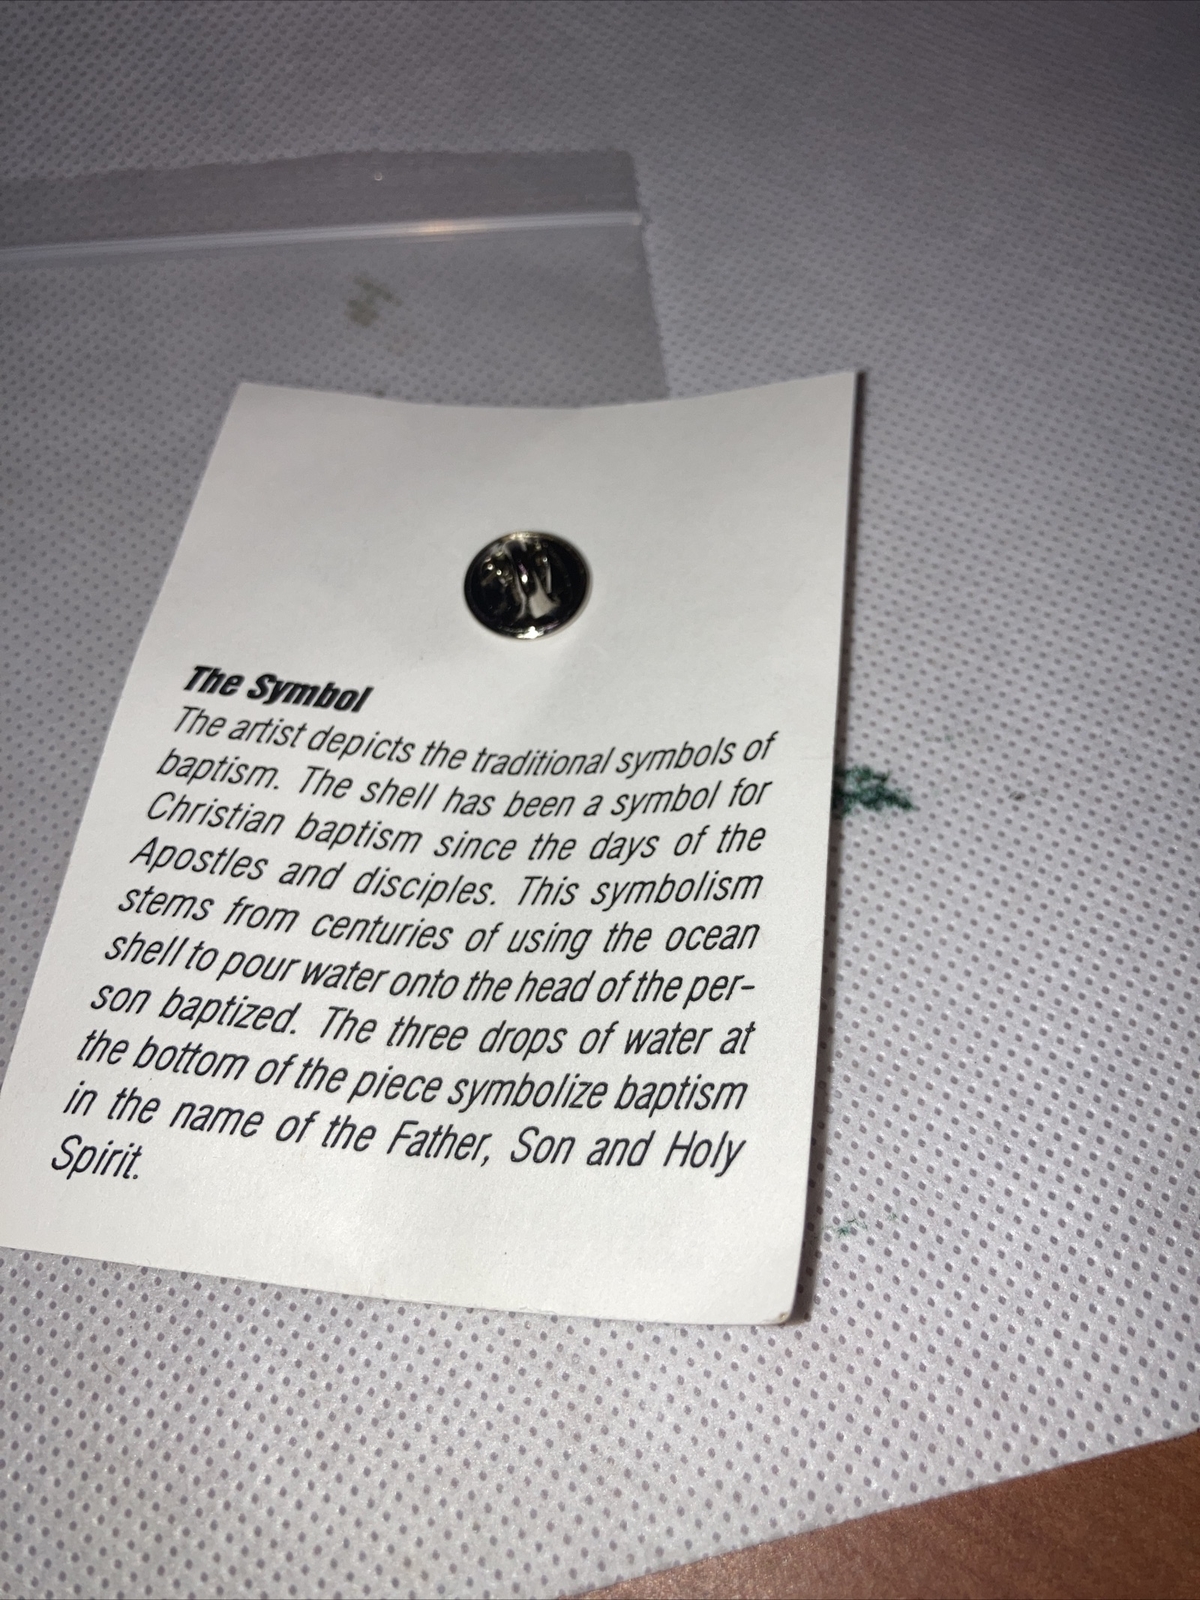 The Symbol
The artist depicts the traditional symbols of
baptism. The shell has been a symbol for
Christian baptism since the days of the
Apostles and disciples. This symbolism
stems from centuries of using the ocean
shell to pour water onto the head of the per-
son baptized. The three drops of water at
the bottom of the piece symbolize baptism
in the name of the Father, Son and Holy
Spirit.